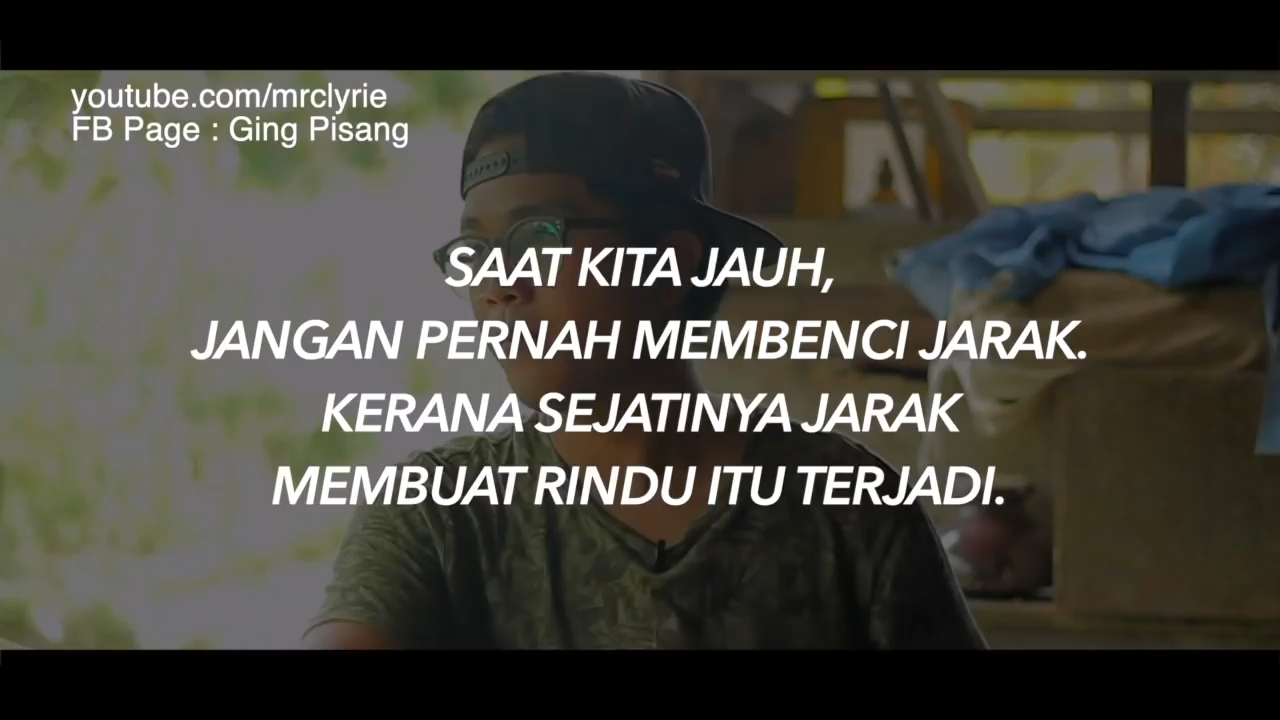 youtube.com/mrclyrie
FB Page : Ging Pisang
SAAT KITA JAUH,
JANGAN PERNAH MEMBENCI JARAK.
KERANA SEJATINYA JARAK
MEMBUAT RINDU ITU TERJADI.